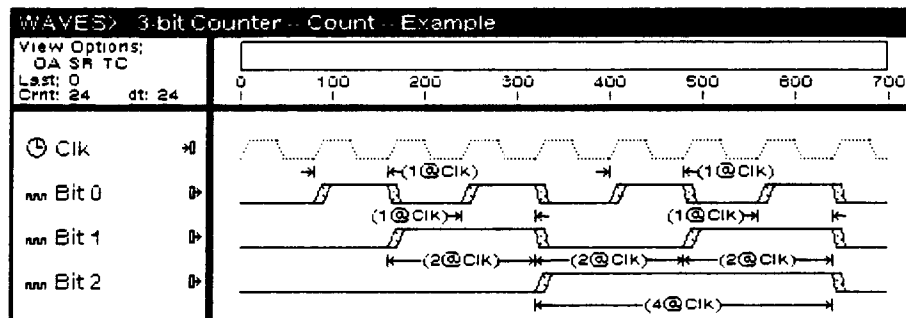 WAVES> 3-bit Counter -- Count -- Example
View Options;
OA SR TC
Last; 0
Crnt: 24 dt: 24
0 100 200 300 400 500 600 700
Clk
(1@Clk) (1@Clk)
Bit 0
(1@Clk) (1@Clk)
Bit 1
(2@Clk) (2@Clk) (2@Clk)
Bit 2
(4@Clk)